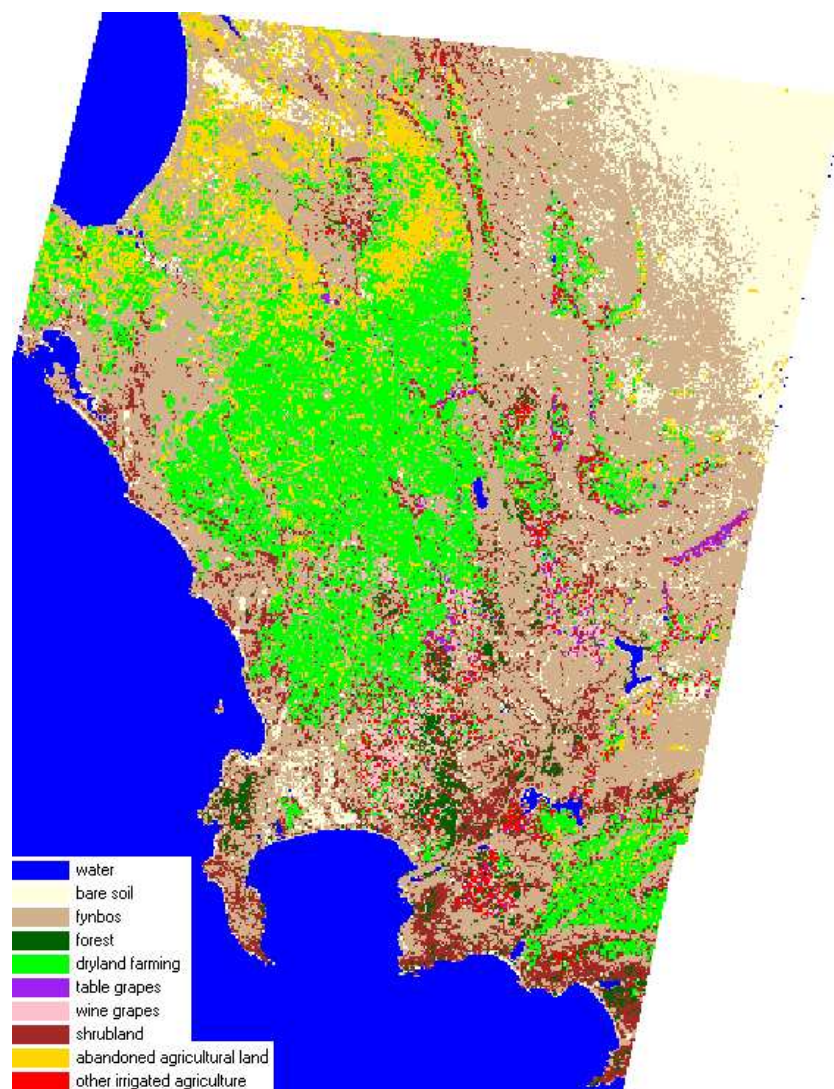 water
bare soil
fynbos
forest
dryland farming
table grapes
wine grapes
shrubland
abandoned agricultural land
other irrigated agriculture